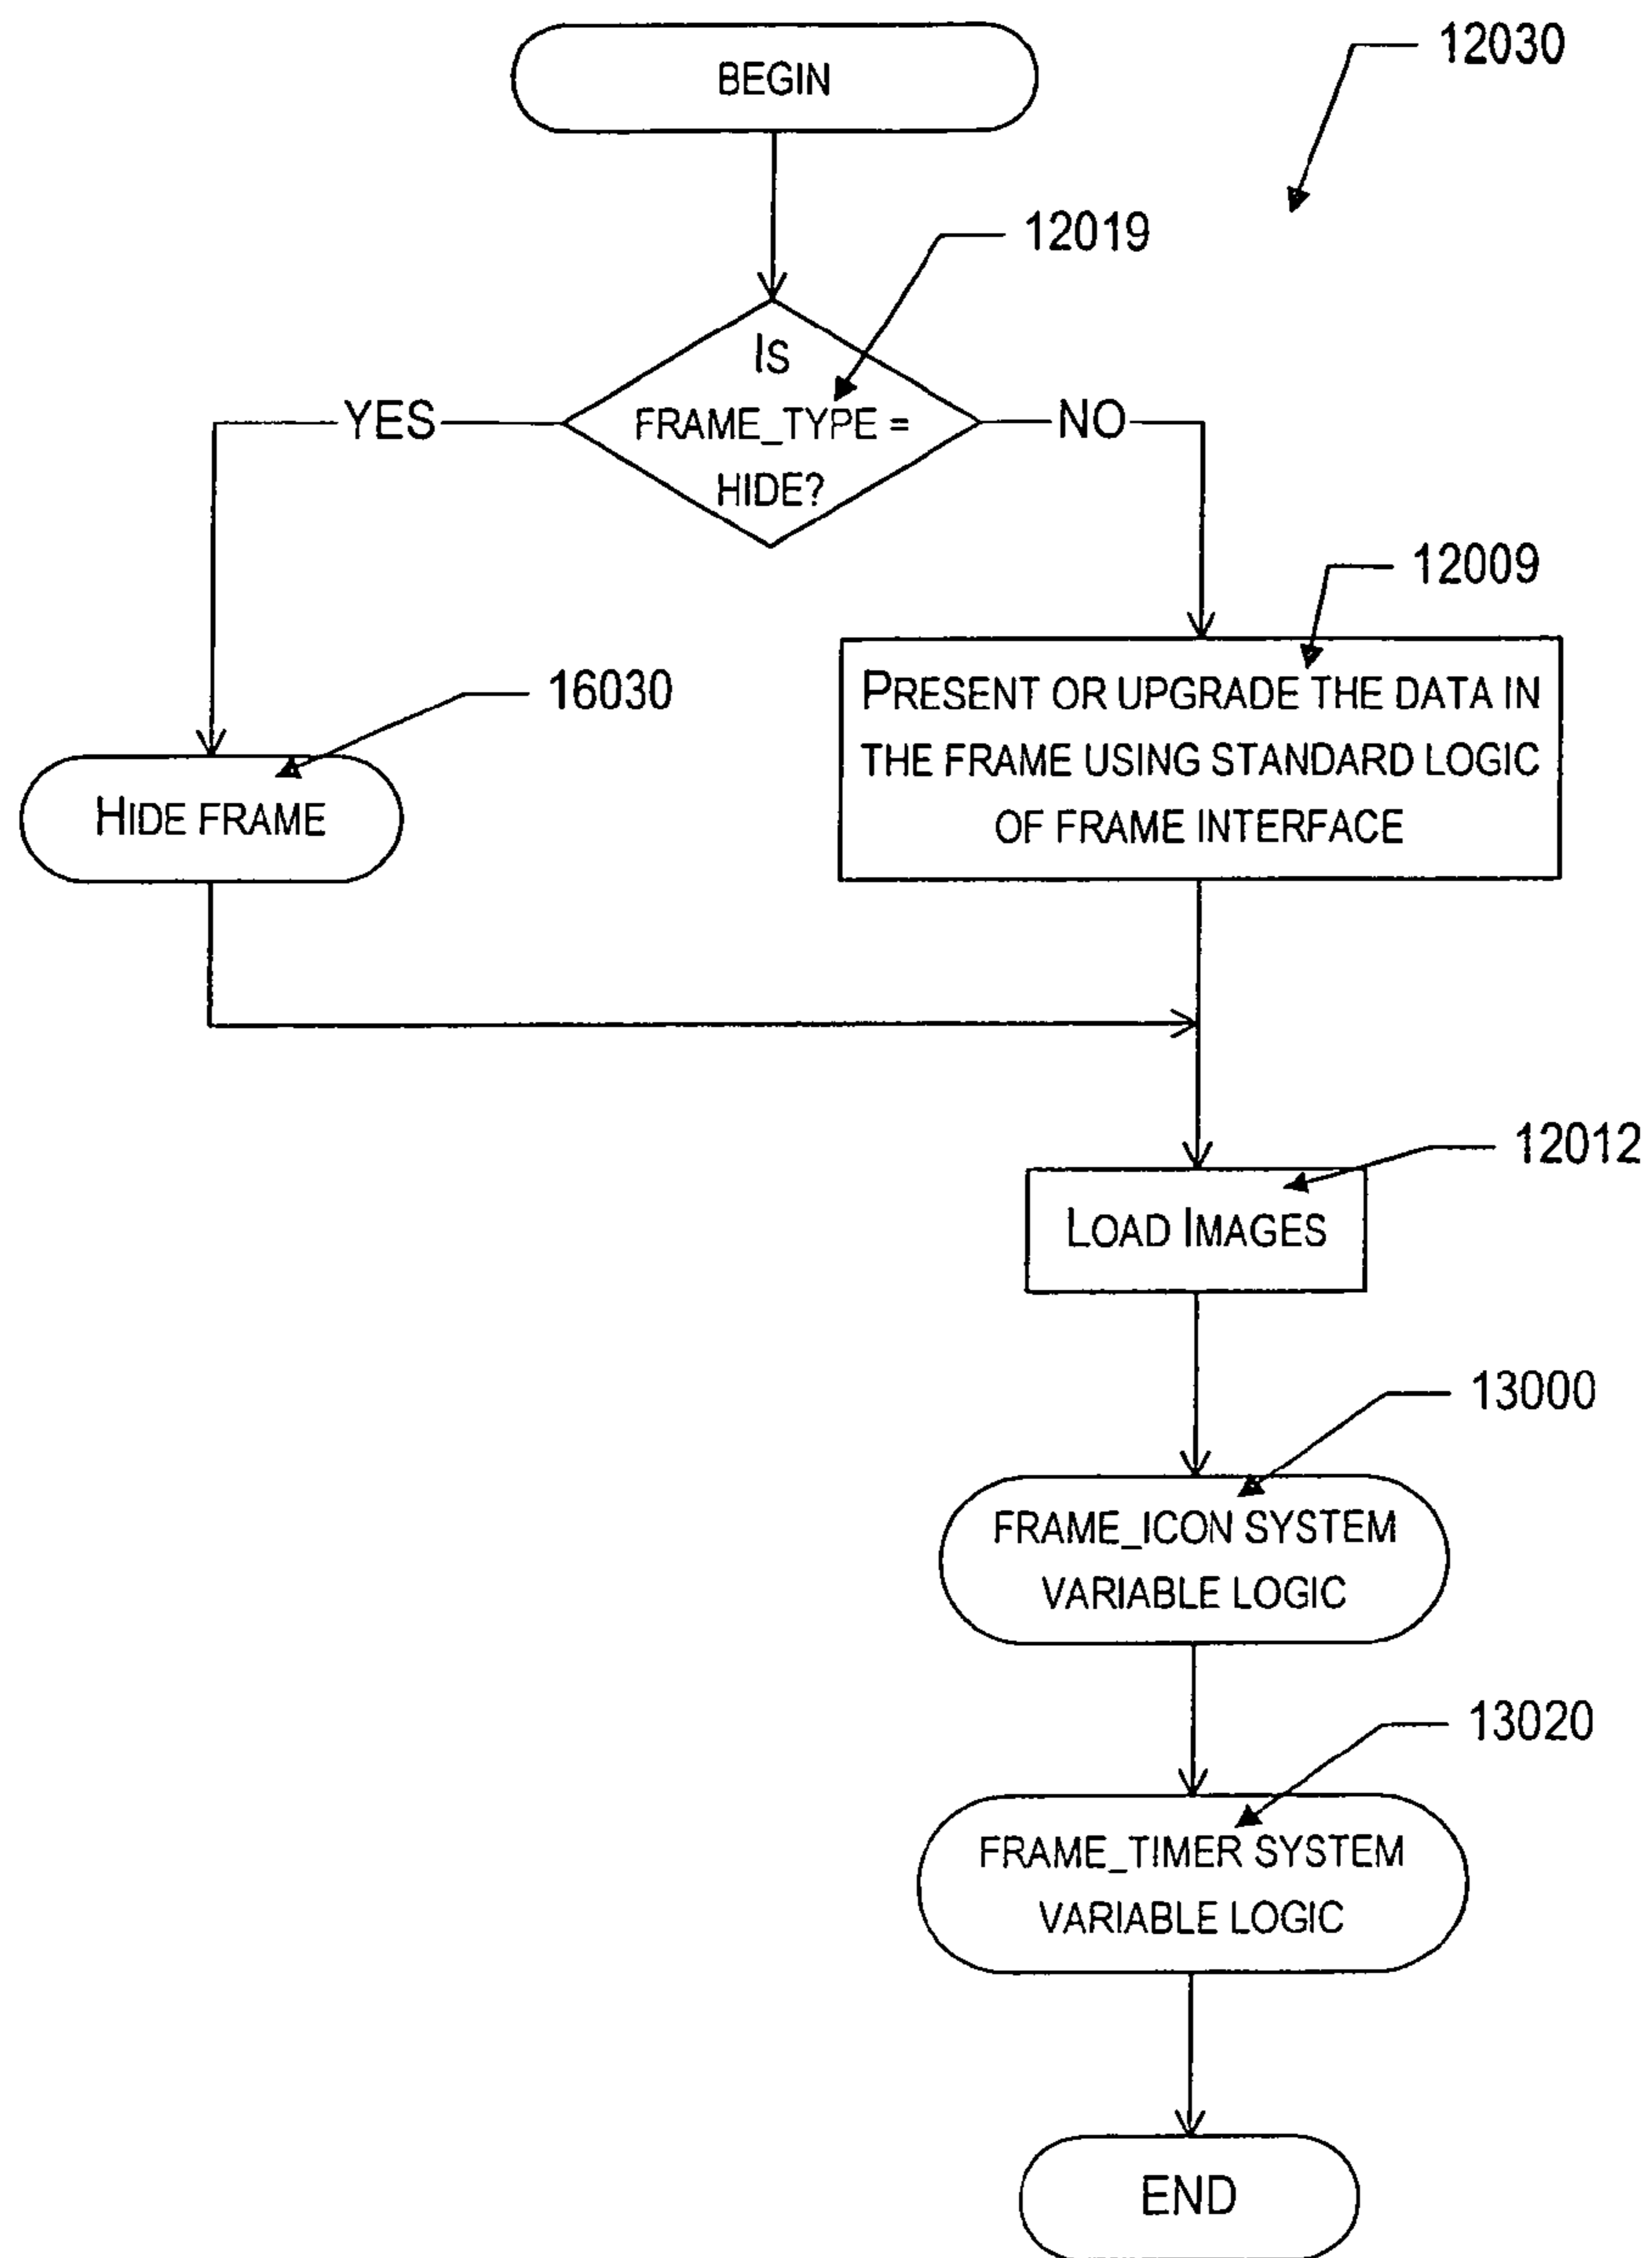 BEGIN
12030
12019
IS
FRAME_TYPE =
HIDE?
YES
NO
12009
PRESENT OR UPGRADE THE DATA IN
THE FRAME USING STANDARD LOGIC
OF FRAME INTERFACE
16030
HIDE FRAME
12012
LOAD IMAGES
13000
FRAME_ICON SYSTEM
VARIABLE LOGIC
13020
FRAME_TIMER SYSTEM
VARIABLE LOGIC
END